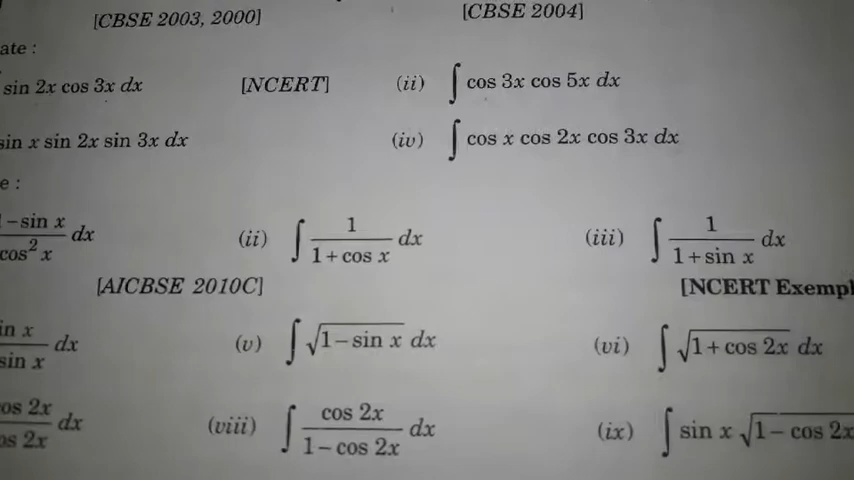 [CBSE 2003, 2000] [CBSE 2004]
ate :
sin 2x cos 3x dx [NCERT] (ii) ∫ cos 3x cos 5x dx
sin x sin 2x sin 3x dx (iv) ∫ cos x cos 2x cos 3x dx
e :
1 – sin x / cos² x dx (ii) ∫ 1 / 1 + cos x dx (iii) ∫ 1 / 1 + sin x dx
[AICBSE 2010C] [NCERT Exempl
in x / sin x dx (v) ∫ √1 – sin x dx (vi) ∫ √1 + cos 2x dx
os 2x / os 2x dx (viii) ∫ cos 2x / 1 – cos 2x dx (ix) ∫ sin x √1 – cos 2x